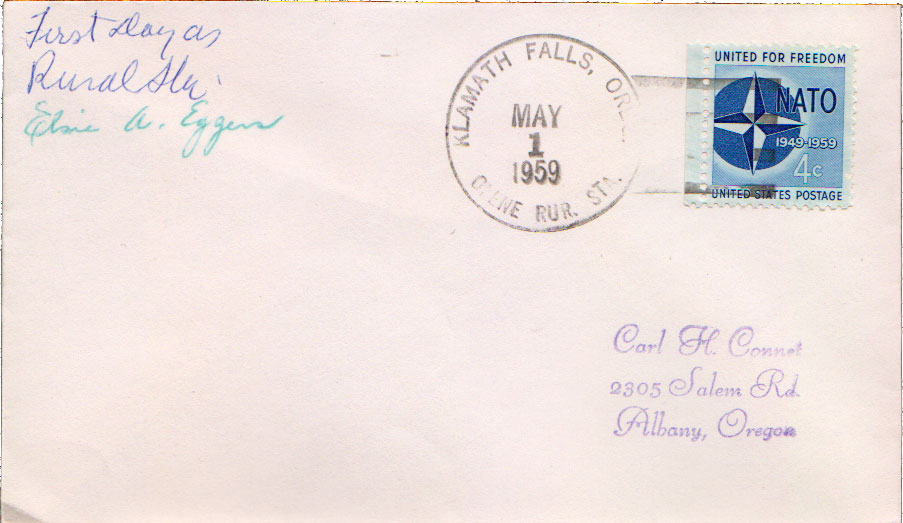 First Day as
Rural Sta.
Elsie A. Eggers
KLAMATH FALLS, ORE.
MAY
1
1959
OLENE RUR. STA.
UNITED FOR FREEDOM
NATO
1949-1959
4c
UNITED STATES POSTAGE
Carl H. Connet
2305 Salem Rd.
Albany, Oregon